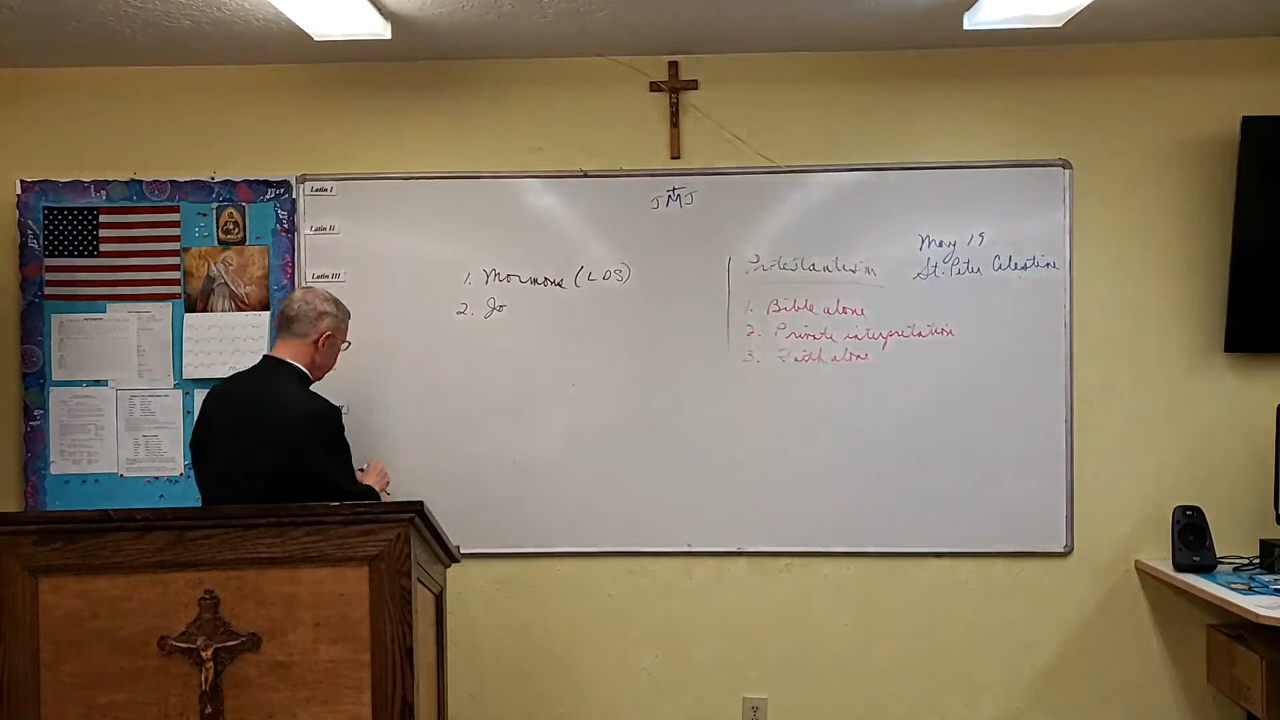 Latin I
Latin II
Latin III
JMJ
May 19
St. Peter Celestine
1. Mormons (LDS)
2. Jo
Protestantism
1. Bible alone
2. Private interpretation
3. Faith alone